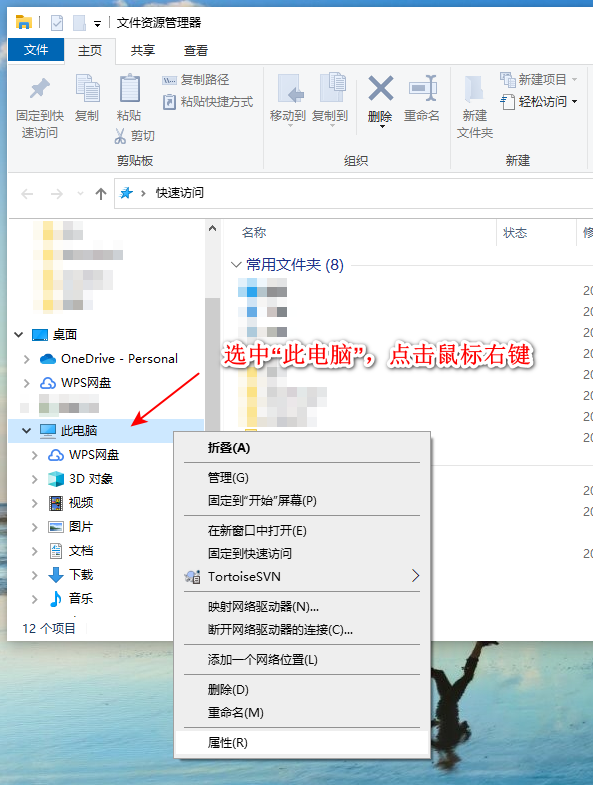 文件资源管理器
文件 主页 共享 查看
固定到快速访问
复制
粘贴
复制路径
粘贴快捷方式
剪切
剪贴板
移动到
复制到
删除
重命名
组织
新建文件夹
新建项目
轻松访问
新建
快速访问
名称 状态 修
常用文件夹 (8)
桌面
OneDrive - Personal
WPS网盘
选中“此电脑”，点击鼠标右键
此电脑
WPS网盘
3D 对象
视频
图片
文档
下载
音乐
12 个项目
折叠(A)
管理(G)
固定到"开始"屏幕(P)
在新窗口中打开(E)
固定到快速访问
TortoiseSVN
映射网络驱动器(N)...
断开网络驱动器的连接(C)...
添加一个网络位置(L)
删除(D)
重命名(M)
属性(R)
20
20
20
20
20
20
20
20
20
20
20